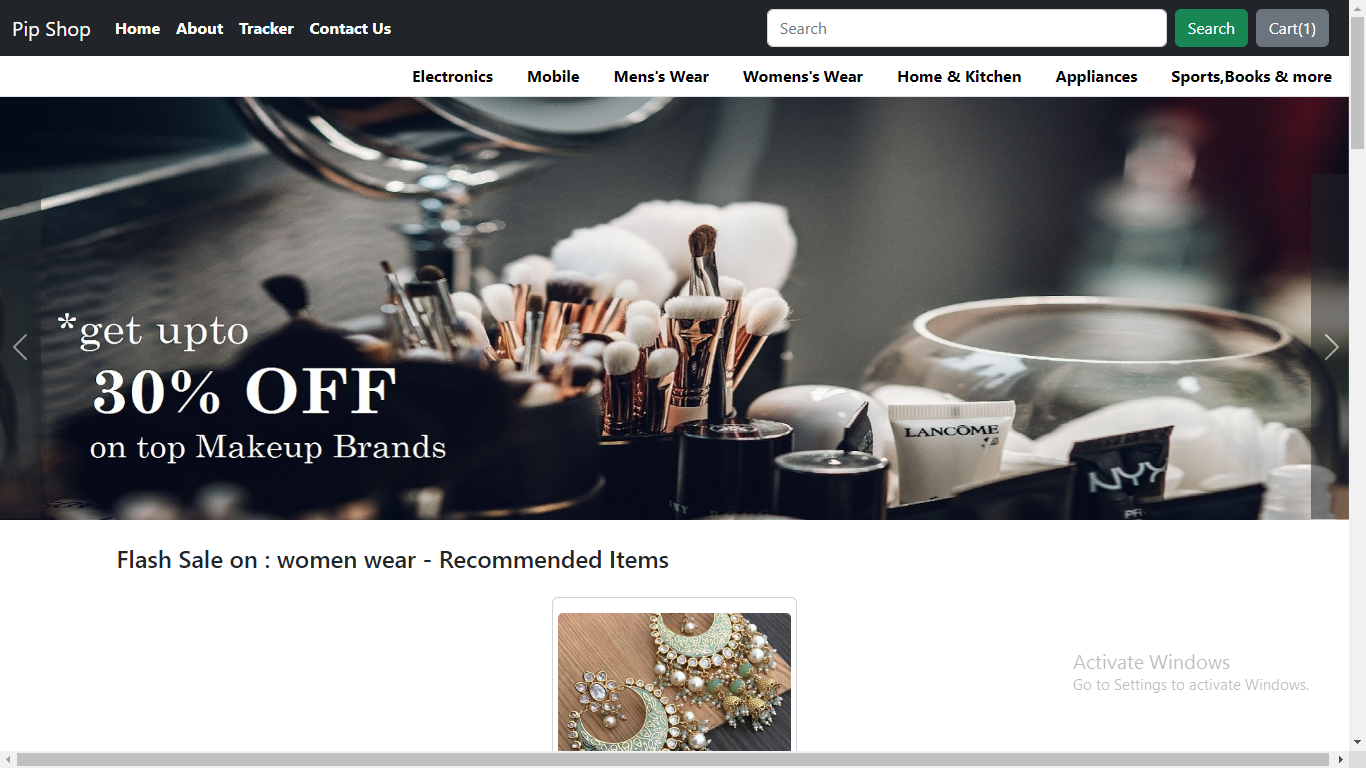 Pip Shop Home About Tracker Contact Us Search Search Cart(1)
Electronics Mobile Mens's Wear Womens's Wear Home & Kitchen Appliances Sports,Books & more
*get upto
30% OFF
on top Makeup Brands
LANCÔME
NYX
PR
Flash Sale on : women wear - Recommended Items
Activate Windows
Go to Settings to activate Windows.